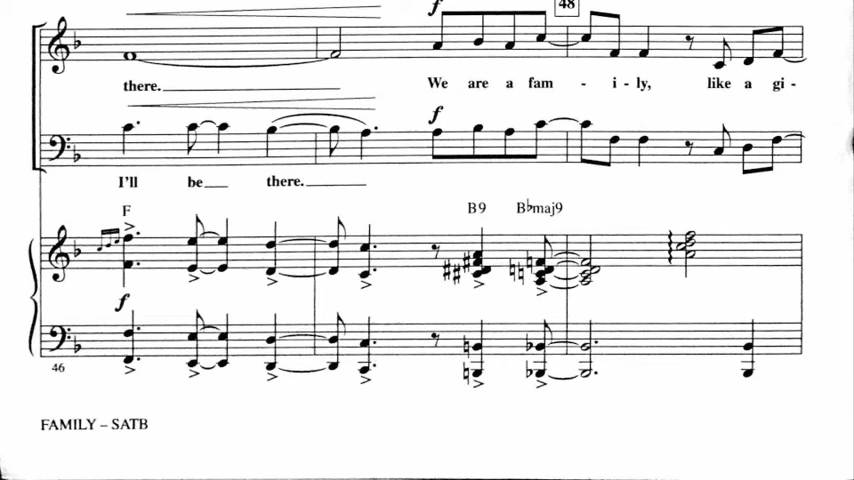 f
48
there. We are a fam - i - ly, like a gi -
f
I'll be there.
F B9 B♭maj9
f
46
FAMILY – SATB